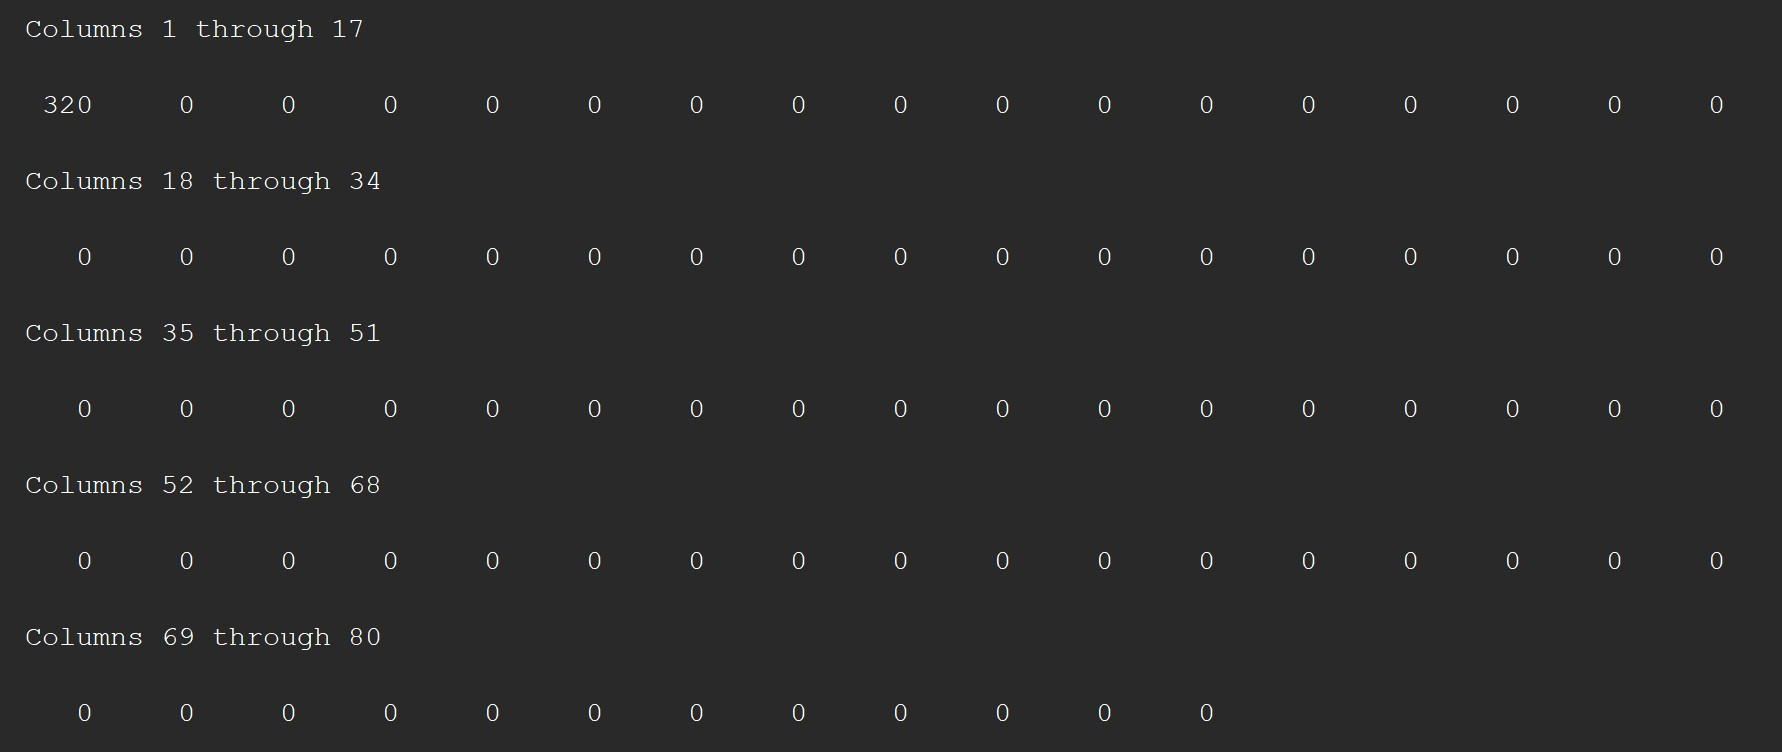 Columns 1 through 17
320 0 0 0 0 0 0 0 0 0 0 0 0 0 0 0 0
Columns 18 through 34
0 0 0 0 0 0 0 0 0 0 0 0 0 0 0 0 0
Columns 35 through 51
0 0 0 0 0 0 0 0 0 0 0 0 0 0 0 0 0
Columns 52 through 68
0 0 0 0 0 0 0 0 0 0 0 0 0 0 0 0 0
Columns 69 through 80
0 0 0 0 0 0 0 0 0 0 0 0